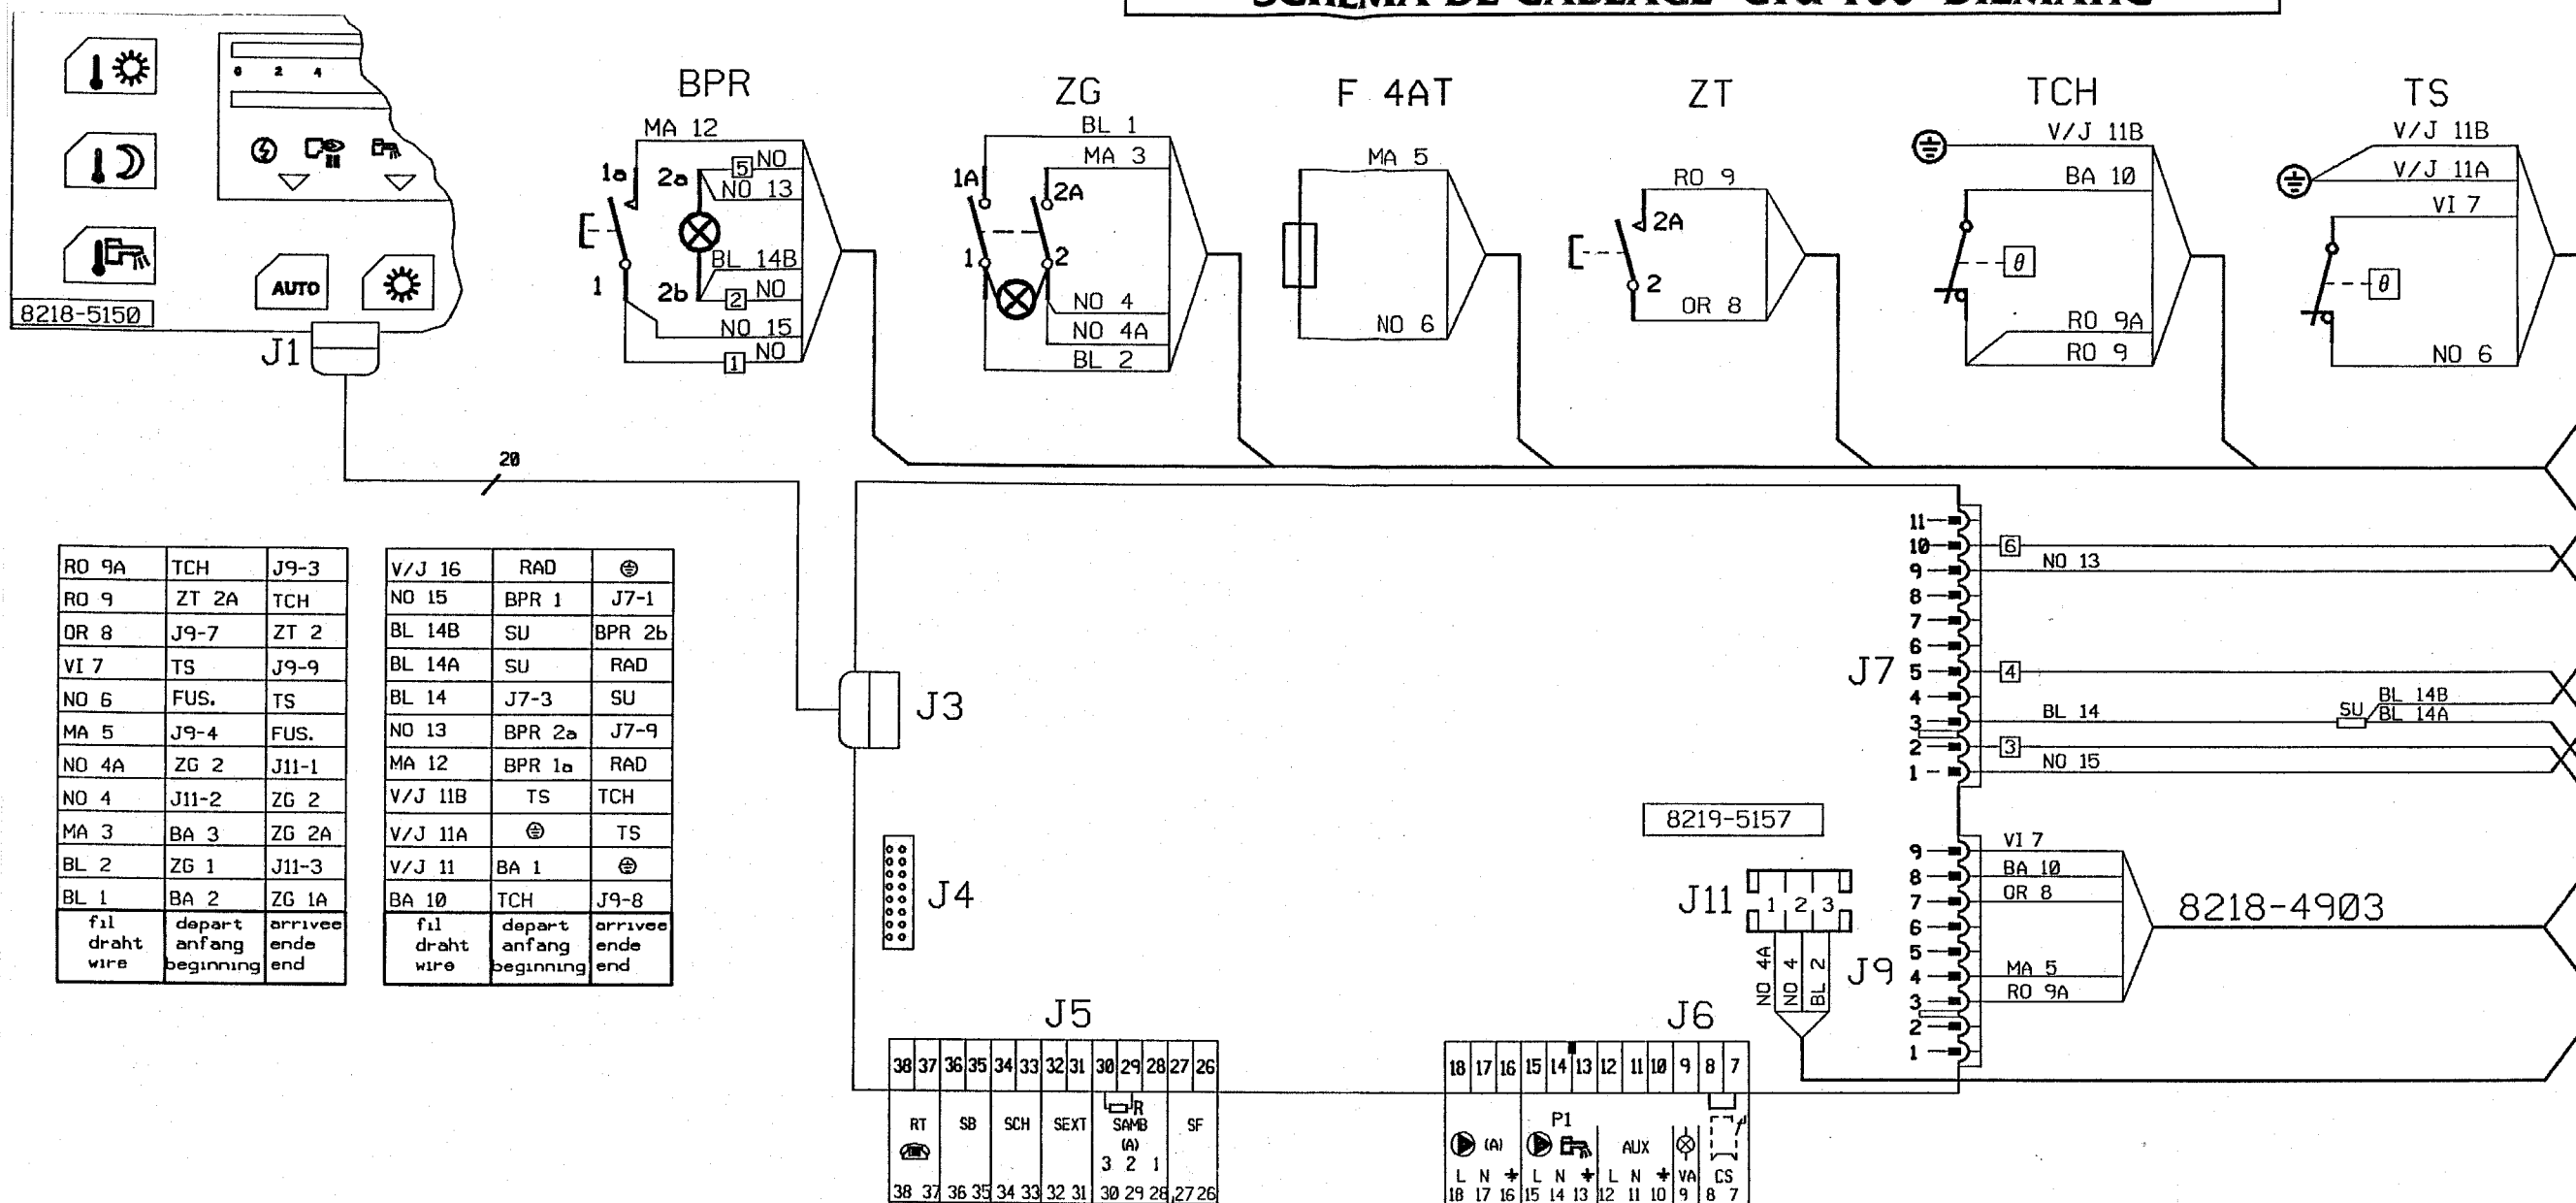 SCHEMA DE CABLAGE
0 2 4
AUTO
8218-5150
J1
20
BPR
MA 12
1a
2a
5 NO
NO 13
BL 14B
1
2b
2 NO
NO 15
1 NO
ZG
BL 1
MA 3
1A
2A
1
2
NO 4
NO 4A
BL 2
F 4AT
MA 5
NO 6
ZT
RO 9
2A
2
OR 8
TCH
V/J 11B
BA 10
θ
RO 9A
RO 9
TS
V/J 11B
V/J 11A
VI 7
θ
NO 6
RO 9A TCH J9-3
RO 9 ZT 2A TCH
OR 8 J9-7 ZT 2
VI 7 TS J9-9
NO 6 FUS. TS
MA 5 J9-4 FUS.
NO 4A ZG 2 J11-1
NO 4 J11-2 ZG 2
MA 3 BA 3 ZG 2A
BL 2 ZG 1 J11-3
BL 1 BA 2 ZG 1A
fil depart arrivee
draht anfang ende
wire beginning end
V/J 16 RAD
NO 15 BPR 1 J7-1
BL 14B SU BPR 2b
BL 14A SU RAD
BL 14 J7-3 SU
NO 13 BPR 2a J7-9
MA 12 BPR 1a RAD
V/J 11B TS TCH
V/J 11A TS
V/J 11 BA 1
BA 10 TCH J9-8
fil depart arrivee
draht anfang ende
wire beginning end
J3
J4
J7
11
10 6
9 NO 13
8
7
6
5 4
4
3 BL 14 SU BL 14B
BL 14A
2 3
1 NO 15
8219-5157
J11
1 2 3
NO 4A
NO 4
BL 2
J9
9 VI 7
8 BA 10
7 OR 8
6
5
4 MA 5
3 RO 9A
2
1
8218-4903
J5
38 37 36 35 34 33 32 31 30 29 28 27 26
R
RT SB SCH SEXT SAMB SF
(A)
3 2 1
38 37 36 35 34 33 32 31 30 29 28 27 26
J6
18 17 16 15 14 13 12 11 10 9 8 7
P1
(A) AUX
L N L N L N VA CS
18 17 16 15 14 13 12 11 10 9 8 7